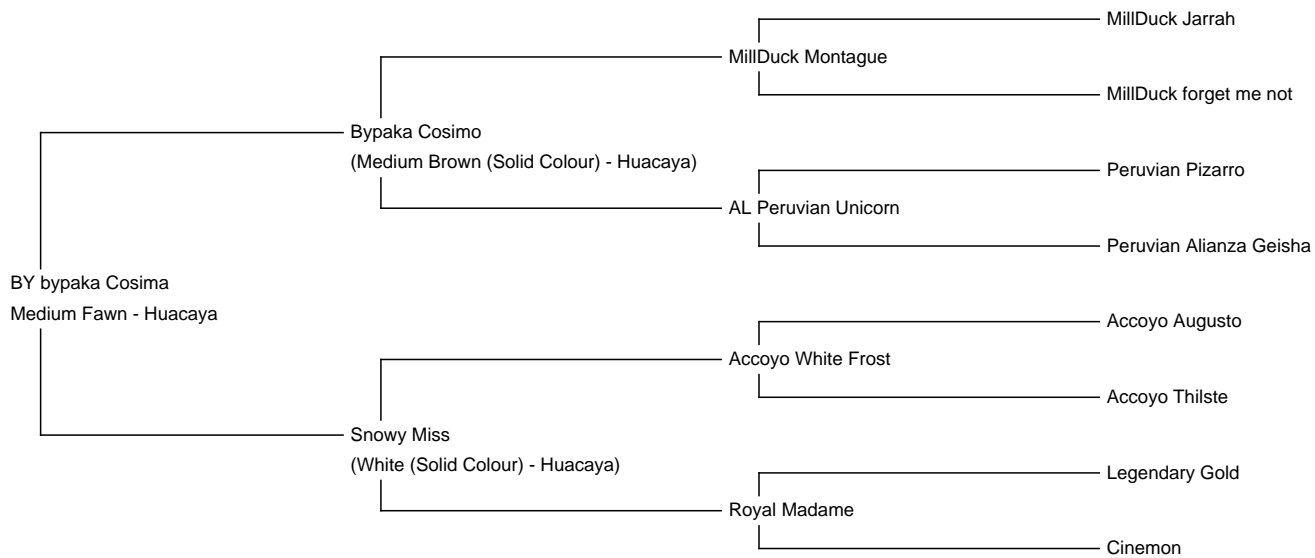 MillDuck Jarrah
MillDuck Montague
MillDuck forget me not
Bypaka Cosimo
(Medium Brown (Solid Colour) - Huacaya)
Peruvian Pizarro
AL Peruvian Unicorn
Peruvian Alianza Geisha
BY bypaka Cosima
Medium Fawn - Huacaya
Accoyo Augusto
Accoyo White Frost
Accoyo Thilste
Snowy Miss
(White (Solid Colour) - Huacaya)
Legendary Gold
Royal Madame
Cinemon